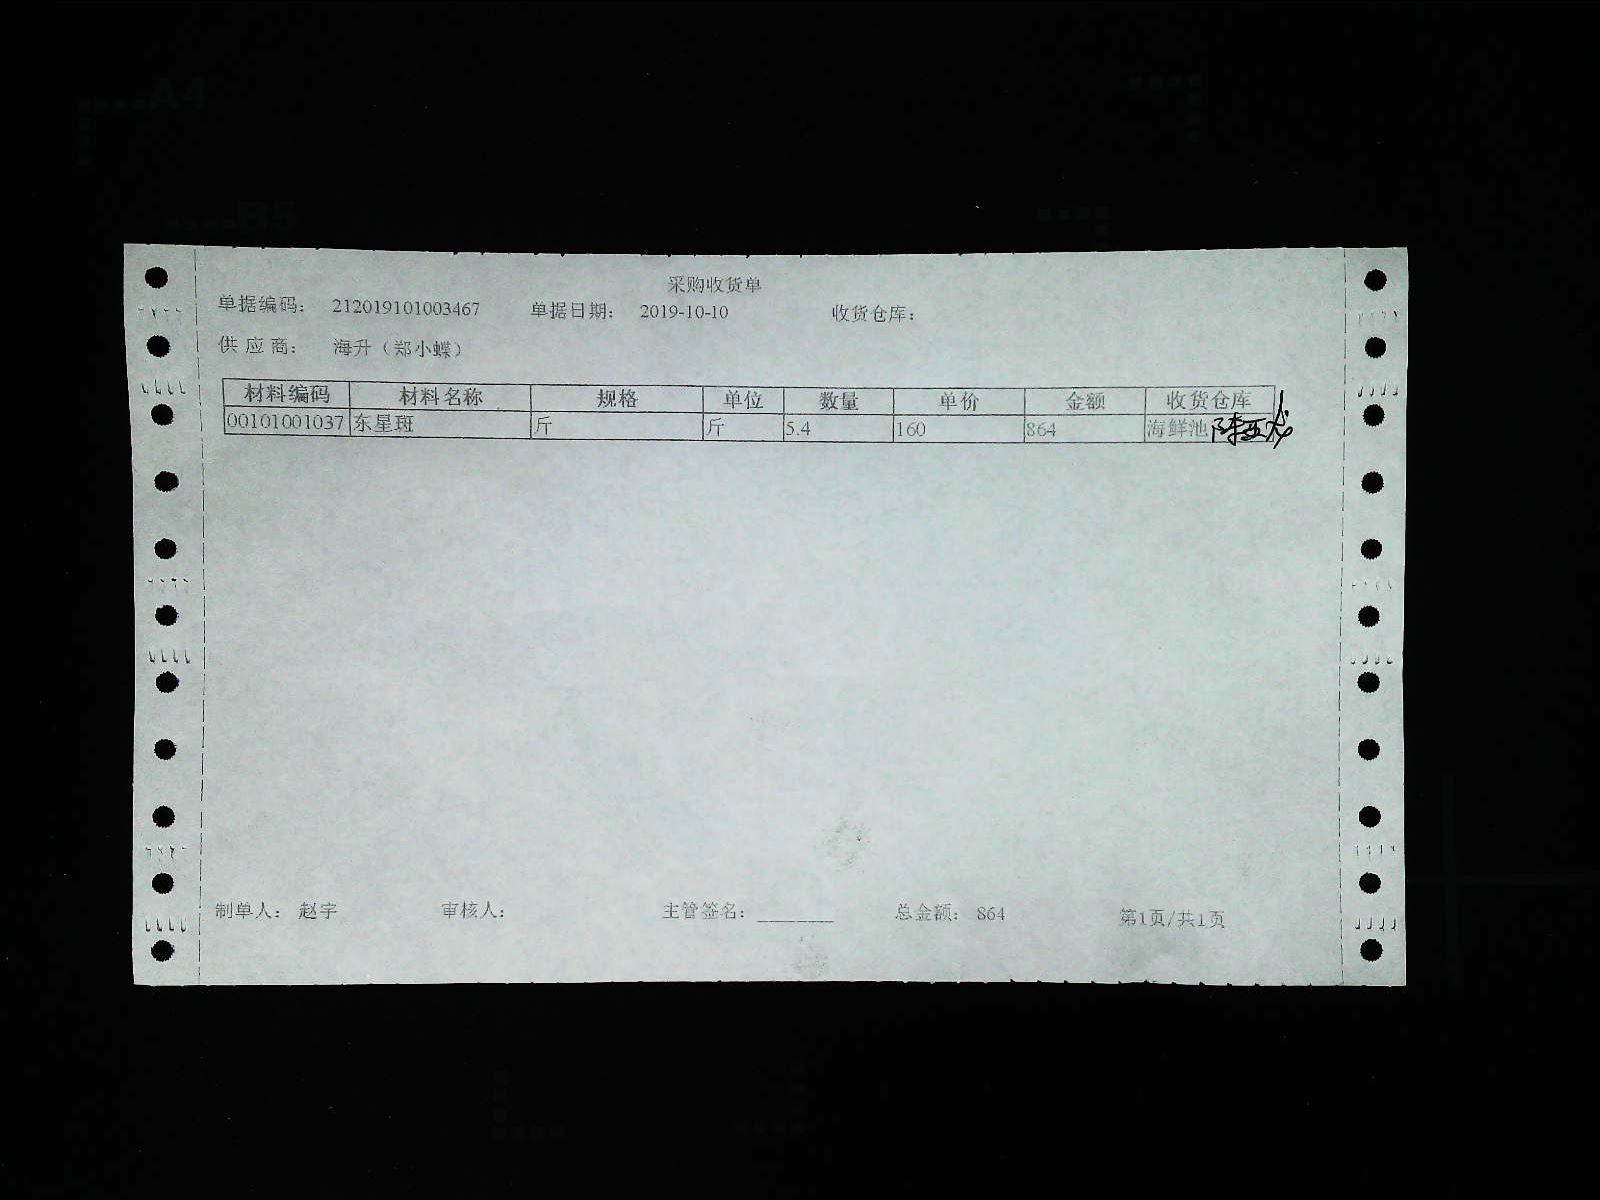 A4
B5
采购收货单
单据编码： 212019101003467 单据日期： 2019-10-10 收货仓库：
供 应 商： 海升（郑小蝶）
材料编码 材料名称 规格 单位 数量 单价 金额 收货仓库
00101001037 东星斑 斤 斤 5.4 160 864 海鲜池
制单人： 赵宇 审核人： 主管签名：________ 总金额： 864 第1页/共1页